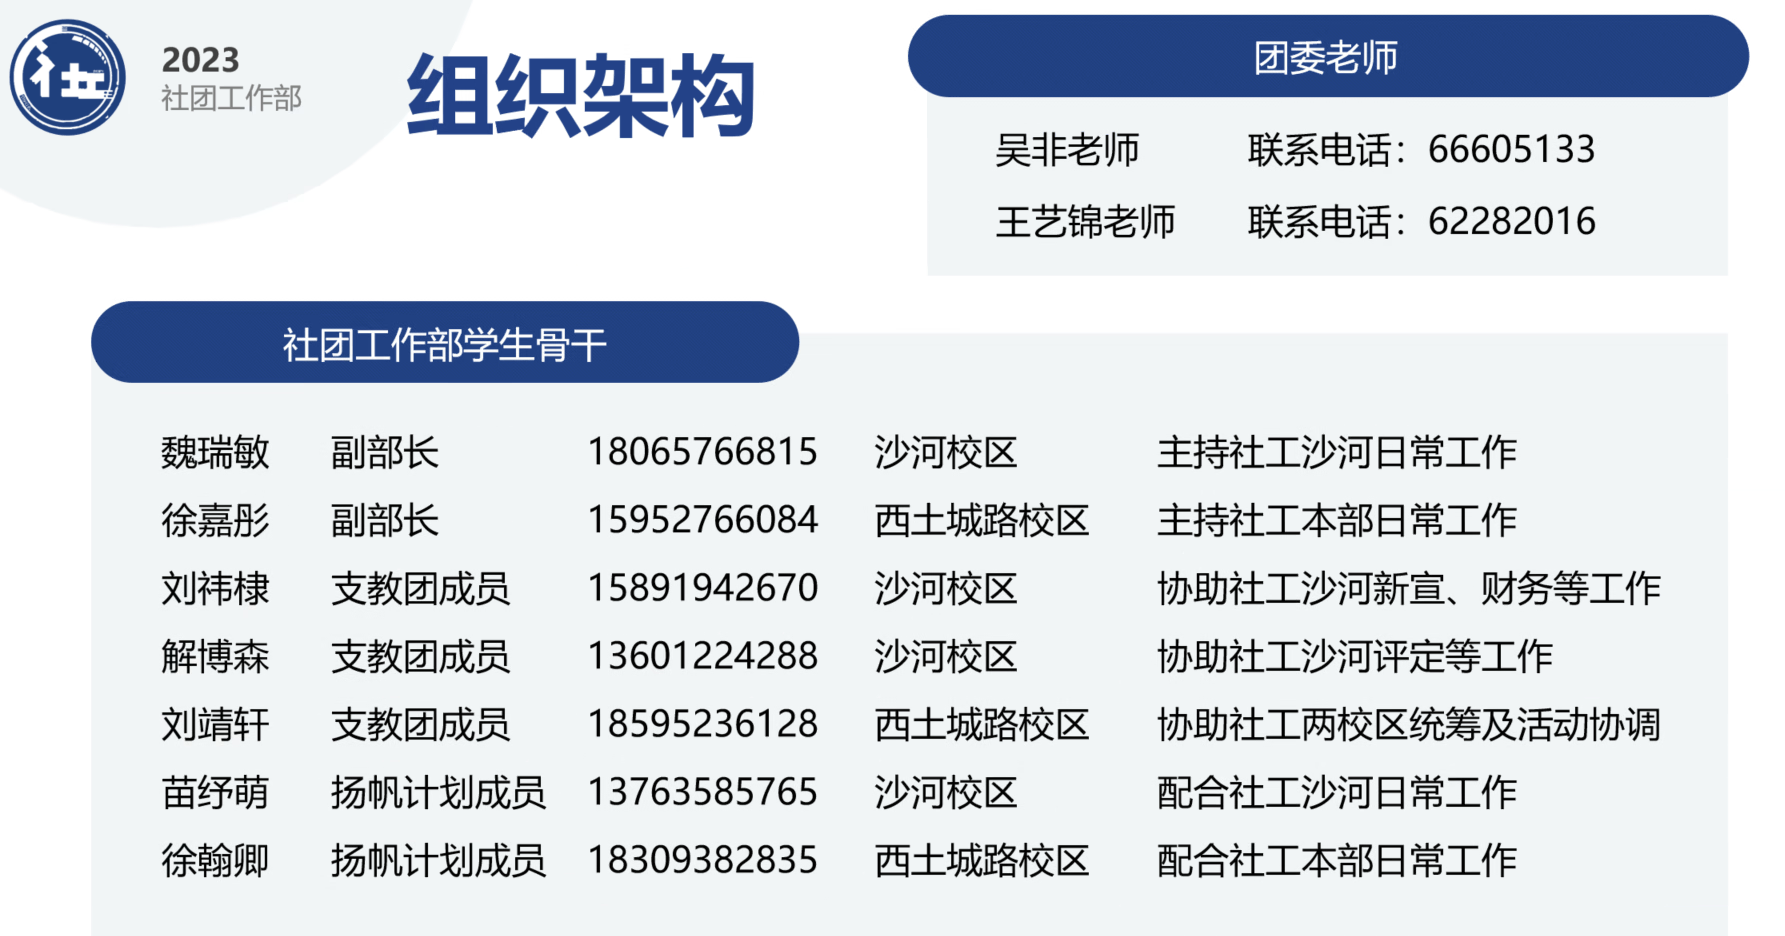 社
2023
社团工作部
组织架构
团委老师
吴非老师 联系电话：66605133
王艺锦老师 联系电话：62282016
社团工作部学生骨干
魏瑞敏 副部长 18065766815 沙河校区 主持社工沙河日常工作
徐嘉彤 副部长 15952766084 西土城路校区 主持社工本部日常工作
刘祎棣 支教团成员 15891942670 沙河校区 协助社工沙河新宣、财务等工作
解博森 支教团成员 13601224288 沙河校区 协助社工沙河评定等工作
刘靖轩 支教团成员 18595236128 西土城路校区 协助社工两校区统筹及活动协调
苗纾萌 扬帆计划成员 13763585765 沙河校区 配合社工沙河日常工作
徐翰卿 扬帆计划成员 18309382835 西土城路校区 配合社工本部日常工作